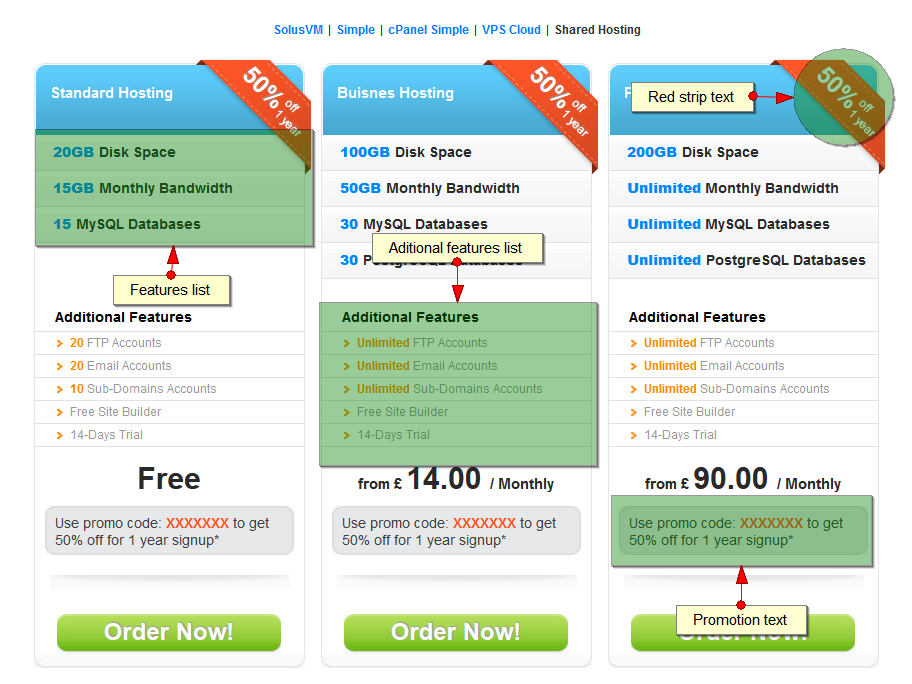 SolusVM | Simple | cPanel Simple | VPS Cloud | Shared Hosting
Standard Hosting
50% off
1 year
20GB Disk Space
15GB Monthly Bandwidth
15 MySQL Databases
Features list
Additional Features
20 FTP Accounts
20 Email Accounts
10 Sub-Domains Accounts
Free Site Builder
14-Days Trial
Free
Use promo code: XXXXXXX to get
50% off for 1 year signup*
Order Now!
Buisnes Hosting
50% off
1 year
100GB Disk Space
50GB Monthly Bandwidth
30 MySQL Databases
Aditional features list
30 PostgreSQL Databases
Additional Features
Unlimited FTP Accounts
Unlimited Email Accounts
Unlimited Sub-Domains Accounts
Free Site Builder
14-Days Trial
from £ 14.00 / Monthly
Use promo code: XXXXXXX to get
50% off for 1 year signup*
Order Now!
Red strip text
50% off
1 year
200GB Disk Space
Unlimited Monthly Bandwidth
Unlimited MySQL Databases
Unlimited PostgreSQL Databases
Additional Features
Unlimited FTP Accounts
Unlimited Email Accounts
Unlimited Sub-Domains Accounts
Free Site Builder
14-Days Trial
from £ 90.00 / Monthly
Use promo code: XXXXXXX to get
50% off for 1 year signup*
Promotion text
Order Now!